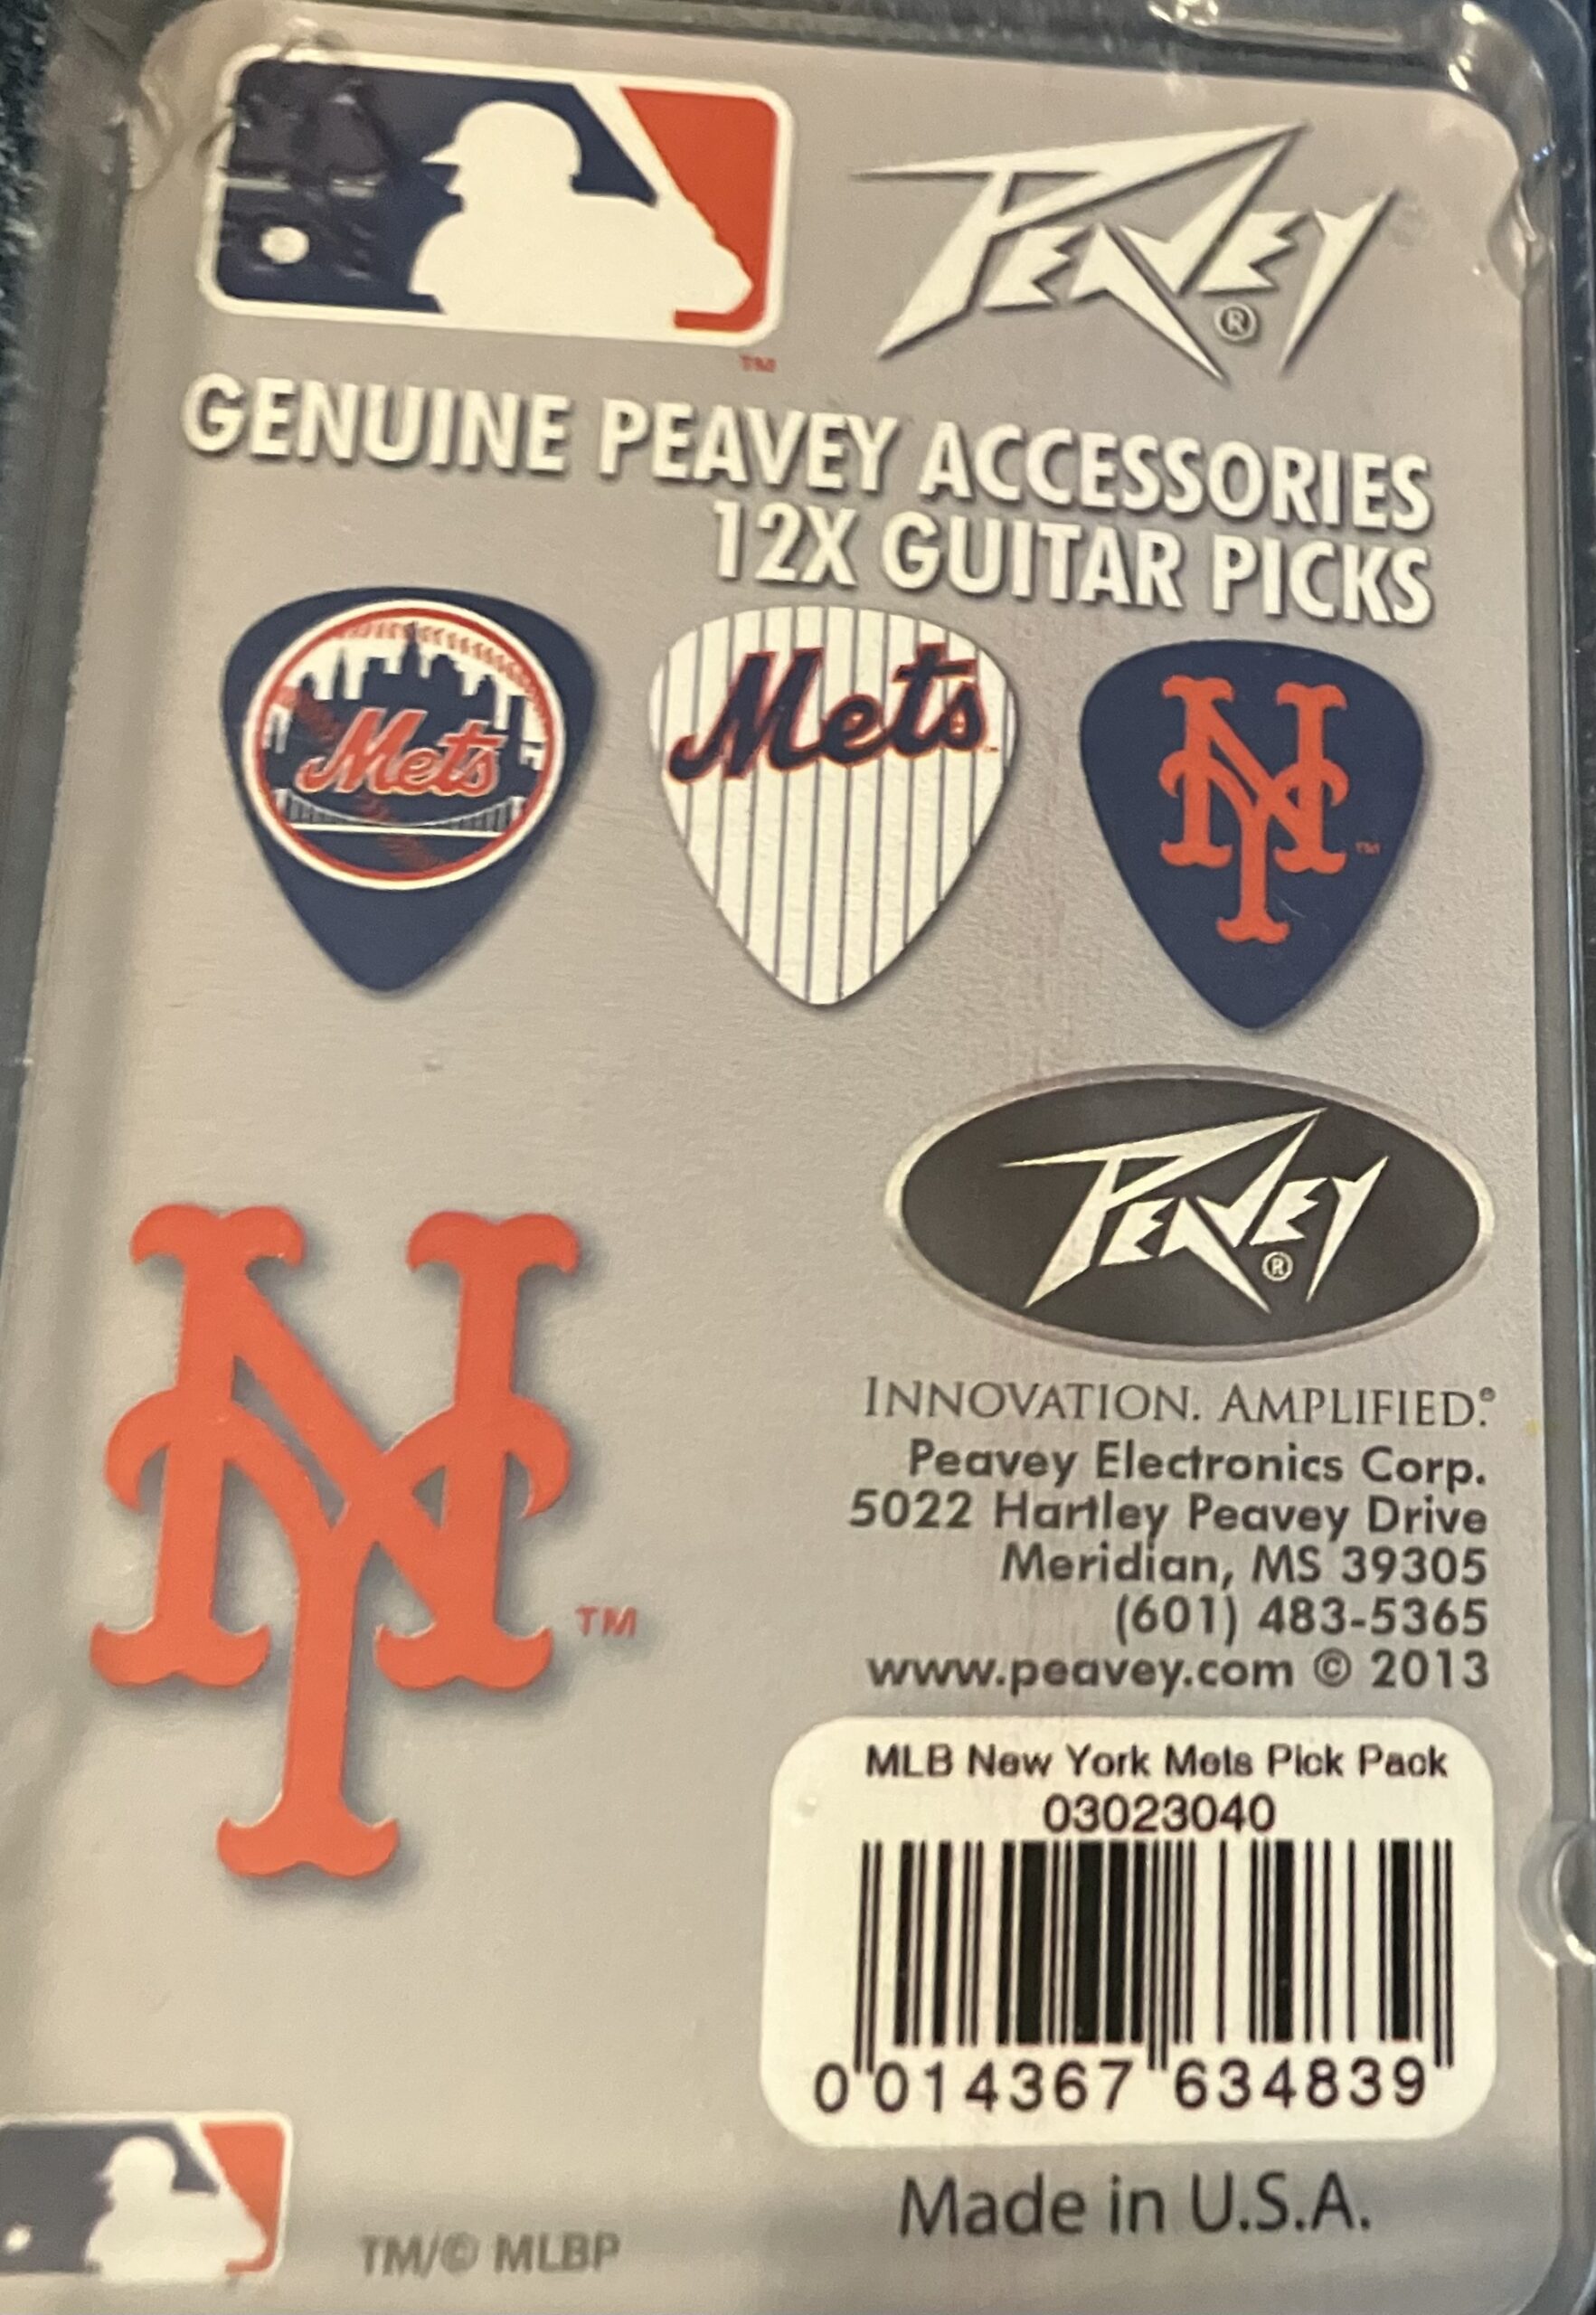 PEAVEY®
TM
GENUINE PEAVEY ACCESSORIES
12X GUITAR PICKS
Mets
Mets
NY TM
PEAVEY®
INNOVATION. AMPLIFIED.®
Peavey Electronics Corp.
5022 Hartley Peavey Drive
Meridian, MS 39305
(601) 483-5365
www.peavey.com © 2013
NY TM
MLB New York Mets Pick Pack
03023040
0 014367 634839
Made in U.S.A.
TM/© MLBP